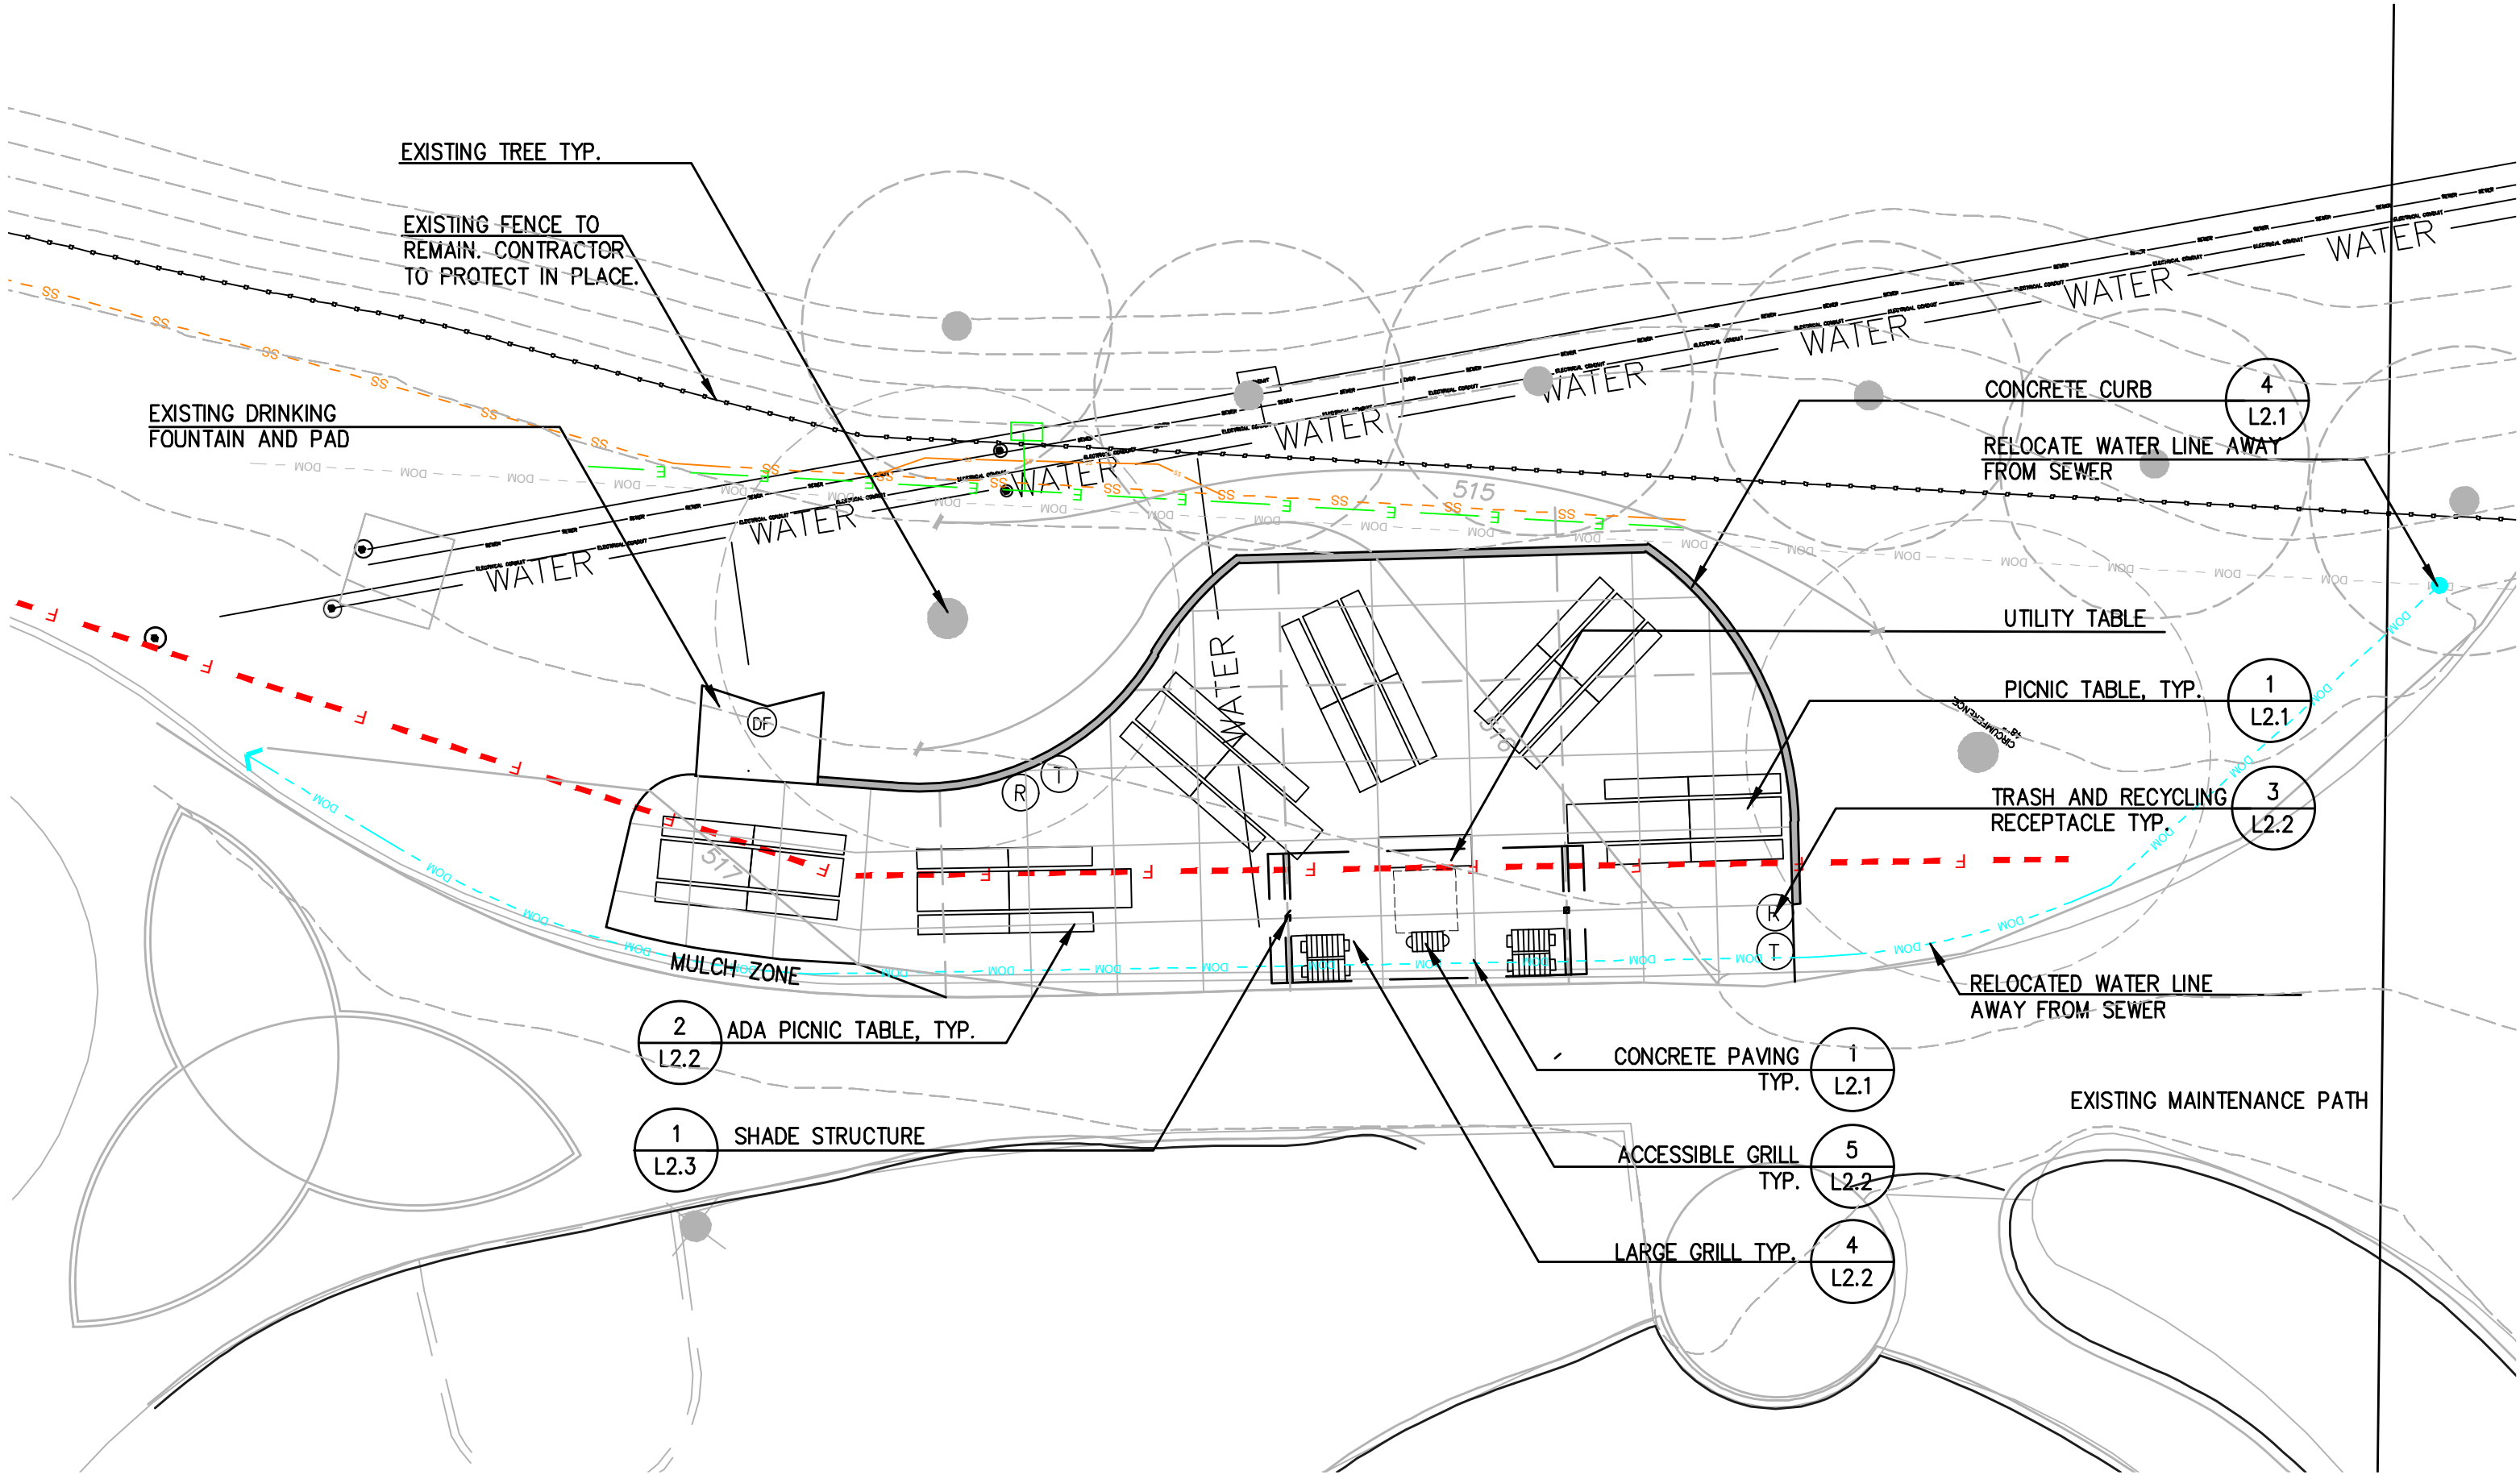 EXISTING TREE TYP.
EXISTING FENCE TO
REMAIN. CONTRACTOR
TO PROTECT IN PLACE.
EXISTING DRINKING
FOUNTAIN AND PAD
CONCRETE CURB
4
L2.1
RELOCATE WATER LINE AWAY
FROM SEWER
UTILITY TABLE
PICNIC TABLE, TYP.
1
L2.1
TRASH AND RECYCLING
RECEPTACLE TYP.
3
L2.2
RELOCATED WATER LINE
AWAY FROM SEWER
MULCH ZONE
2
L2.2
ADA PICNIC TABLE, TYP.
1
L2.3
SHADE STRUCTURE
CONCRETE PAVING
TYP.
1
L2.1
ACCESSIBLE GRILL
TYP.
5
L2.2
LARGE GRILL TYP.
4
L2.2
EXISTING MAINTENANCE PATH
WATER
WATER
WATER
WATER
WATER
WATER
WATER
WATER
WATER
515
516
517
DF
R
T
R
T
48" CIRCUMFERENCE